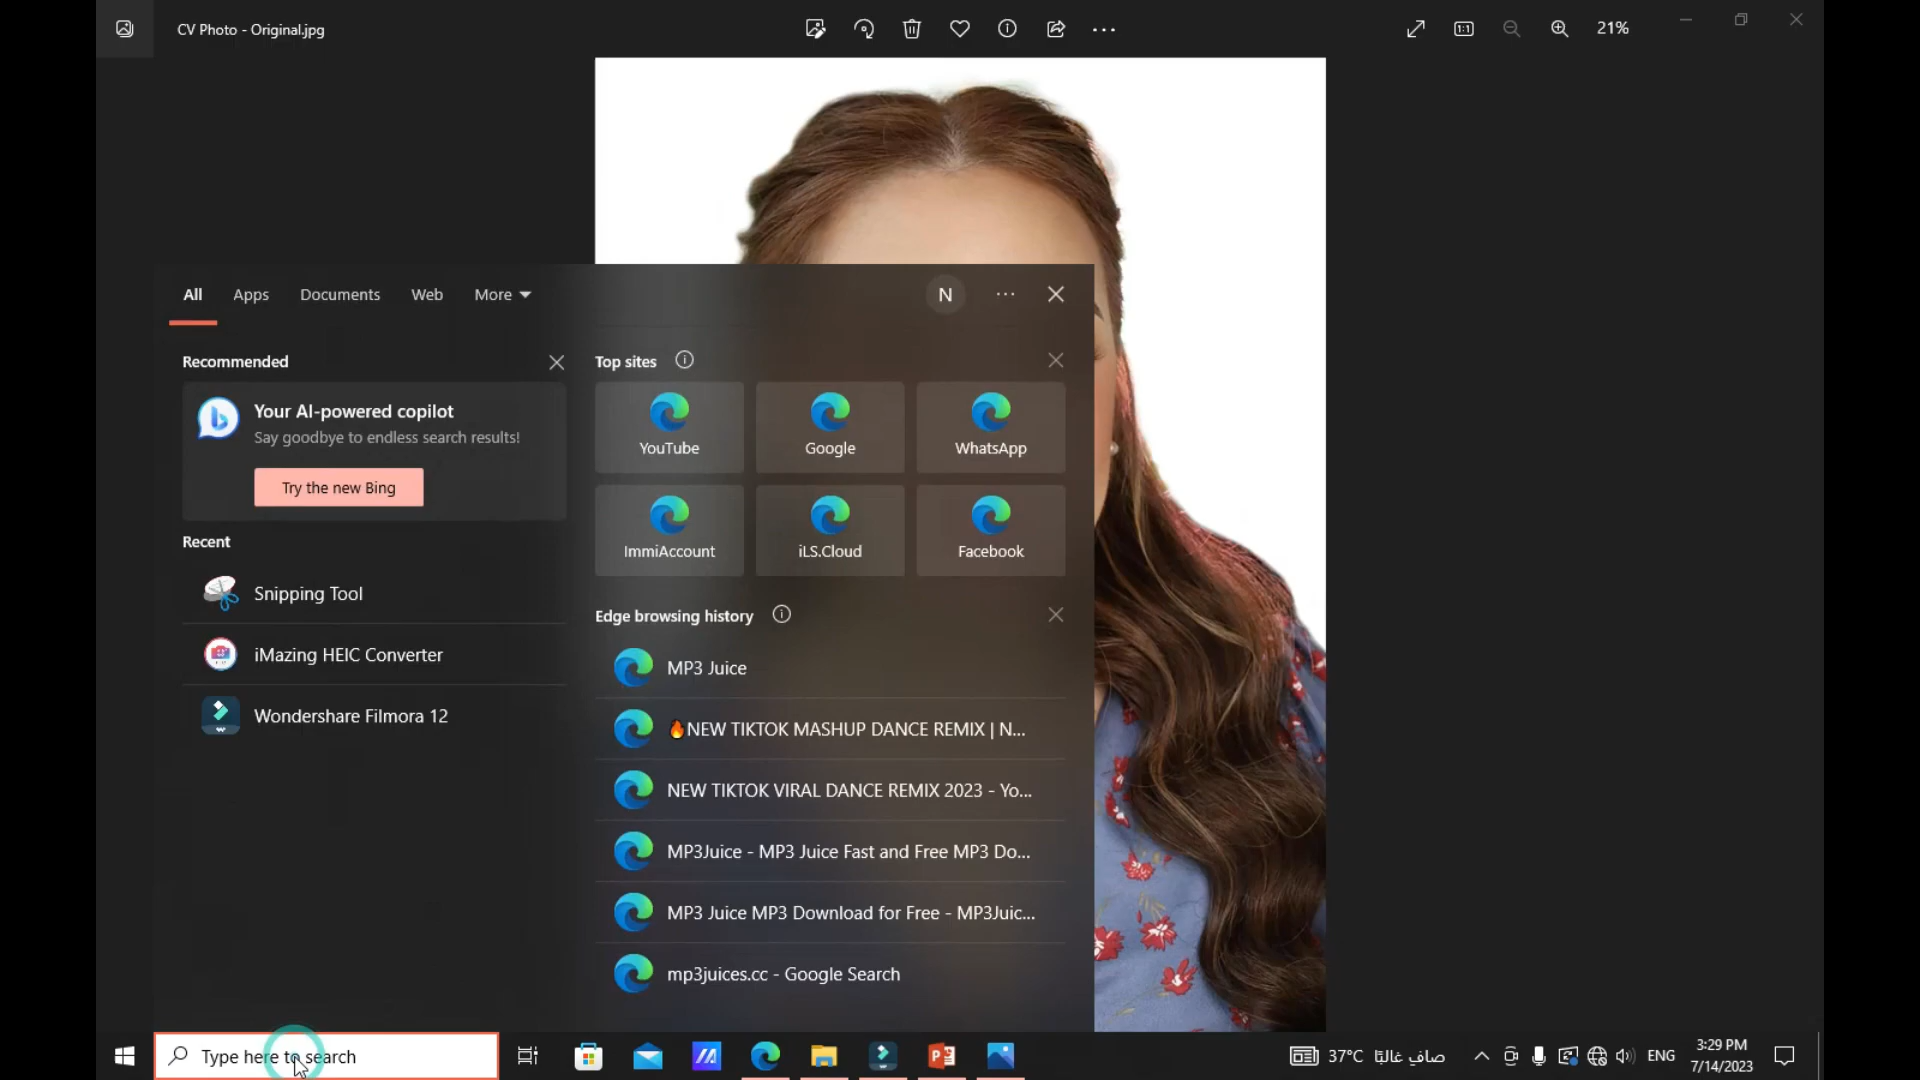 CV Photo - Original.jpg
21%
All Apps Documents Web More
N
Recommended
Your AI-powered copilot
Say goodbye to endless search results!
Try the new Bing
Recent
Snipping Tool
iMazing HEIC Converter
Wondershare Filmora 12
Top sites
YouTube Google WhatsApp
ImmiAccount iLS.Cloud Facebook
Edge browsing history
MP3 Juice
🔥NEW TIKTOK MASHUP DANCE REMIX | N...
NEW TIKTOK VIRAL DANCE REMIX 2023 - Yo...
MP3Juice - MP3 Juice Fast and Free MP3 Do...
MP3 Juice MP3 Download for Free - MP3Juic...
mp3juices.cc - Google Search
Type here to search
37°C صافٍ غالبًا
ENG
3:29 PM
7/14/2023